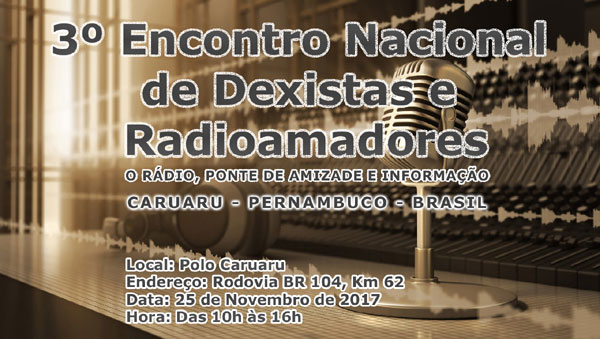 3º Encontro Nacional
de Dexistas e
Radioamadores
O RÁDIO, PONTE DE AMIZADE E INFORMAÇÃO
CARUARU - PERNAMBUCO - BRASIL
Local: Polo Caruaru
Endereço: Rodovia BR 104, Km 62
Data: 25 de Novembro de 2017
Hora: Das 10h às 16h